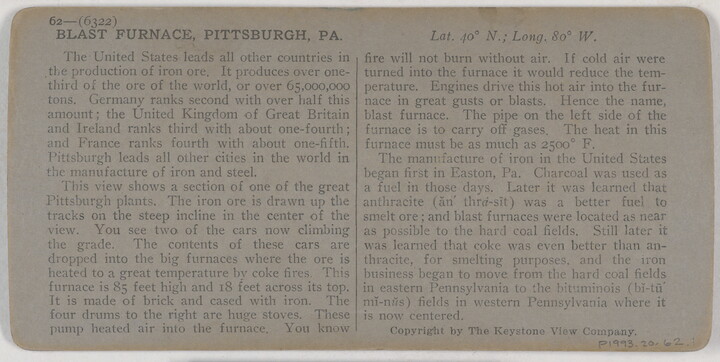 62—(6322)
BLAST FURNACE, PITTSBURGH, PA.
Lat. 40° N.; Long. 80° W.
The United States leads all other countries in
the production of iron ore. It produces over one-
third of the ore of the world, or over 65,000,000
tons. Germany ranks second with over half this
amount; the United Kingdom of Great Britain
and Ireland ranks third with about one-fourth;
and France ranks fourth with about one-fifth.
Pittsburgh leads all other cities in the world in
the manufacture of iron and steel.
This view shows a section of one of the great
Pittsburgh plants. The iron ore is drawn up the
tracks on the steep incline in the center of the
view. You see two of the cars now climbing
the grade. The contents of these cars are
dropped into the big furnaces where the ore is
heated to a great temperature by coke fires. This
furnace is 85 feet high and 18 feet across its top.
It is made of brick and cased with iron. The
four drums to the right are huge stoves. These
pump heated air into the furnace. You know
fire will not burn without air. If cold air were
turned into the furnace it would reduce the tem-
perature. Engines drive this hot air into the fur-
nace in great gusts or blasts. Hence the name,
blast furnace. The pipe on the left side of the
furnace is to carry off gases. The heat in this
furnace must be as much as 2500° F.
The manufacture of iron in the United States
began first in Easton, Pa. Charcoal was used as
a fuel in those days. Later it was learned that
anthracite (ăn′ thrȧ-sīt) was a better fuel to
smelt ore; and blast furnaces were located as near
as possible to the hard coal fields. Still later it
was learned that coke was even better than an-
thracite, for smelting purposes, and the iron
business began to move from the hard coal fields
in eastern Pennsylvania to the bituminois (bĭ-tū′
mĭ-nŭs) fields in western Pennsylvania where it
is now centered.
Copyright by The Keystone View Company.
P1993.20.62.1